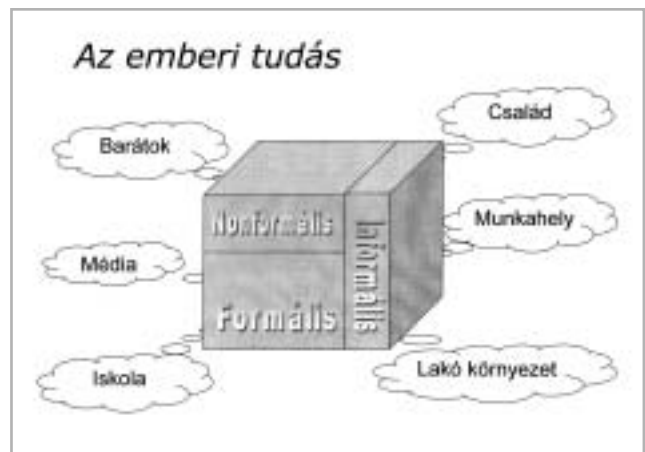 Az emberi tudás
Család
Barátok
Munkahely
Nonformális
Informális
Média
Formális
Iskola
Lakó környezet